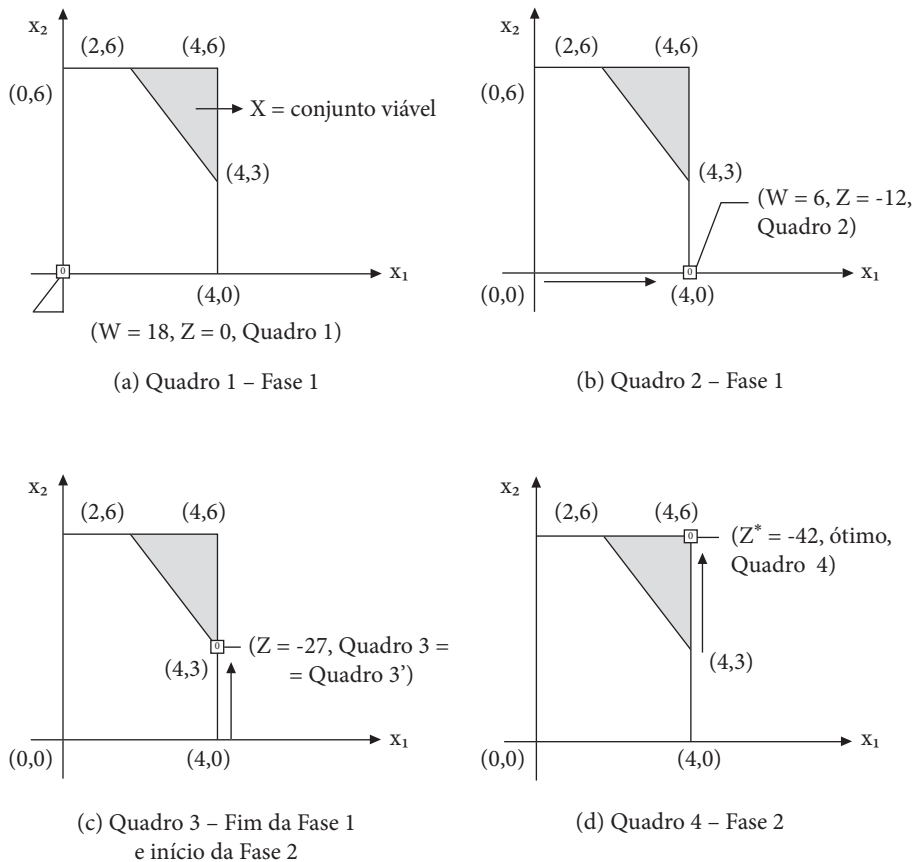 x₂
(2,6) (4,6)
(0,6)
X = conjunto viável
(4,3)
0
x₁
(4,0)
(W = 18, Z = 0, Quadro 1)
(a) Quadro 1 – Fase 1
x₂
(2,6) (4,6)
(0,6)
(4,3)
(W = 6, Z = -12,
Quadro 2)
0
x₁
(0,0) (4,0)
(b) Quadro 2 – Fase 1
x₂
(2,6) (4,6)
0
(Z = -27, Quadro 3 =
(4,3)
= Quadro 3’)
x₁
(0,0) (4,0)
(c) Quadro 3 – Fim da Fase 1
e início da Fase 2
x₂
(2,6) (4,6)
0
(Z* = -42, ótimo,
Quadro 4)
(4,3)
x₁
(0,0) (4,0)
(d) Quadro 4 – Fase 2